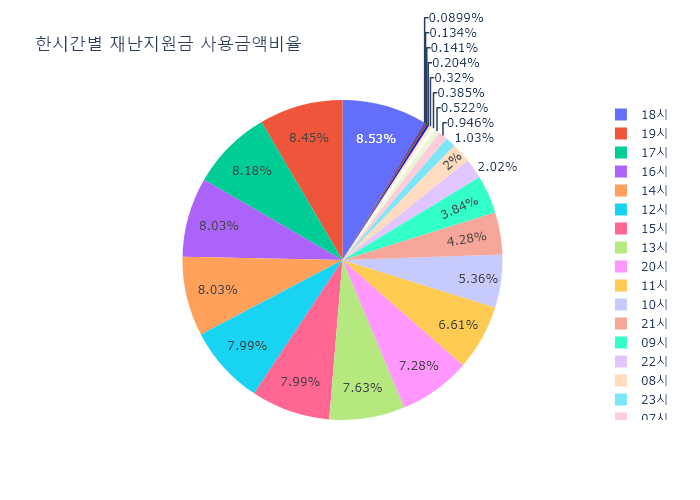 한시간별 재난지원금 사용금액비율
0.0899%
0.134%
0.141%
0.204%
0.32%
0.385%
0.522%
0.946%
1.03%
2%
2.02%
3.84%
4.28%
5.36%
6.61%
7.28%
7.63%
7.99%
7.99%
8.03%
8.03%
8.18%
8.45%
8.53%
18시
19시
17시
16시
14시
12시
15시
13시
20시
11시
10시
21시
09시
22시
08시
23시
07시